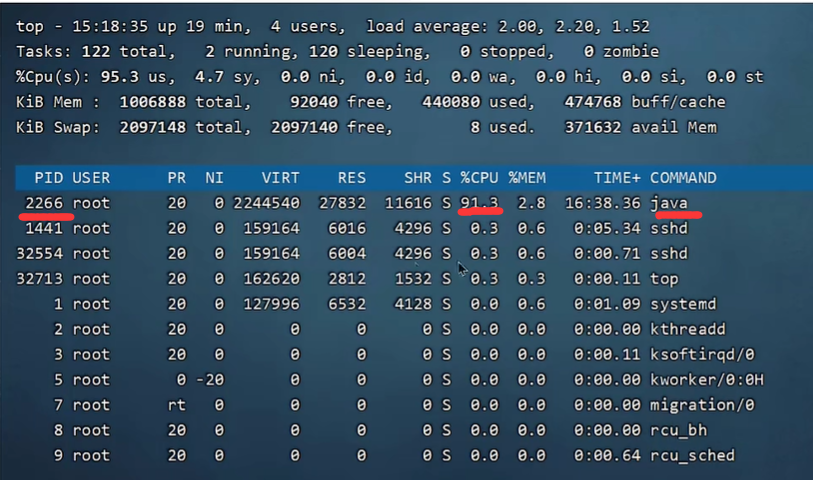 top - 15:18:35 up 19 min, 4 users, load average: 2.00, 2.20, 1.52
Tasks: 122 total, 2 running, 120 sleeping, 0 stopped, 0 zombie
%Cpu(s): 95.3 us, 4.7 sy, 0.0 ni, 0.0 id, 0.0 wa, 0.0 hi, 0.0 si, 0.0 st
KiB Mem : 1006888 total, 92040 free, 440080 used, 474768 buff/cache
KiB Swap: 2097148 total, 2097140 free, 8 used. 371632 avail Mem
PID USER PR NI VIRT RES SHR S %CPU %MEM TIME+ COMMAND
2266 root 20 0 2244540 27832 11616 S 91.3 2.8 16:38.36 java
1441 root 20 0 159164 6016 4296 S 0.3 0.6 0:05.34 sshd
32554 root 20 0 159164 6004 4296 S 0.3 0.6 0:00.71 sshd
32713 root 20 0 162620 2812 1532 S 0.3 0.3 0:00.11 top
1 root 20 0 127996 6532 4128 S 0.0 0.6 0:01.09 systemd
2 root 20 0 0 0 0 S 0.0 0.0 0:00.00 kthreadd
3 root 20 0 0 0 0 S 0.0 0.0 0:00.11 ksoftirqd/0
5 root 0 -20 0 0 0 S 0.0 0.0 0:00.00 kworker/0:0H
7 root rt 0 0 0 0 S 0.0 0.0 0:00.00 migration/0
8 root 20 0 0 0 0 S 0.0 0.0 0:00.00 rcu_bh
9 root 20 0 0 0 0 S 0.0 0.0 0:00.64 rcu_sched